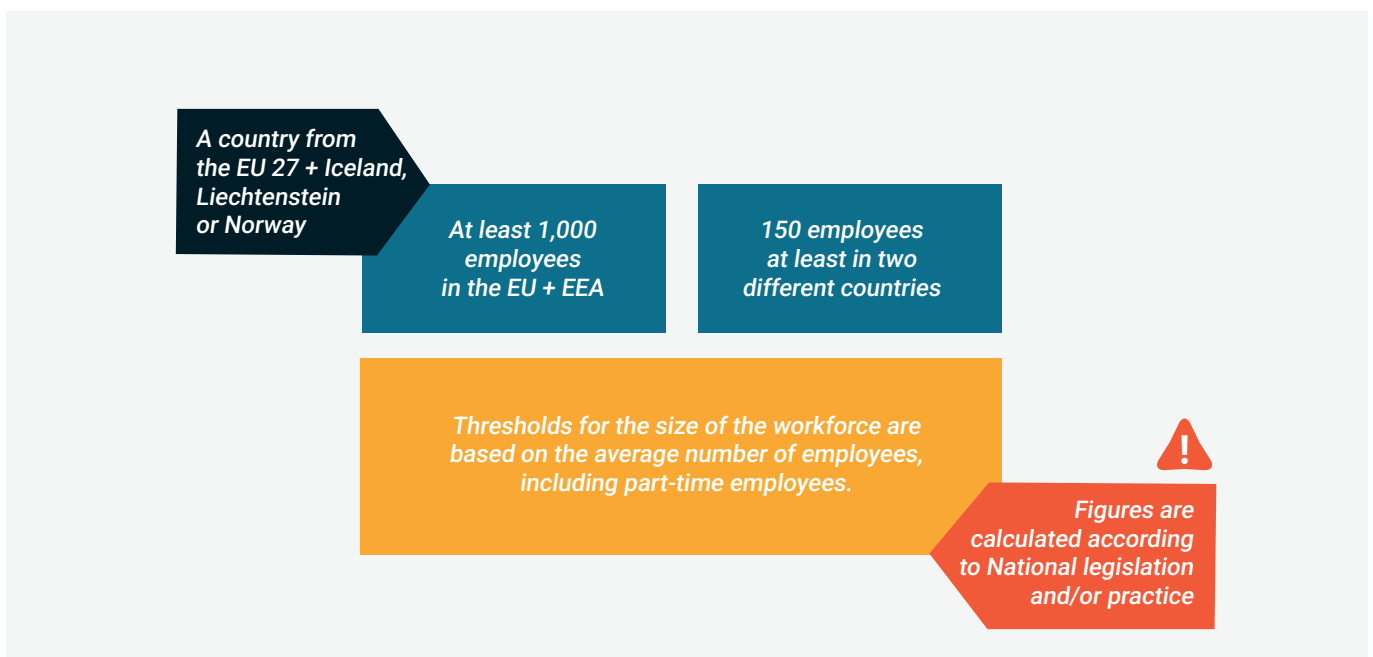 A country from
the EU 27 + Iceland,
Liechtenstein
or Norway
At least 1,000
employees
in the EU + EEA
150 employees
at least in two
different countries
Thresholds for the size of the workforce are
based on the average number of employees,
including part-time employees.
!
Figures are
calculated according
to National legislation
and/or practice